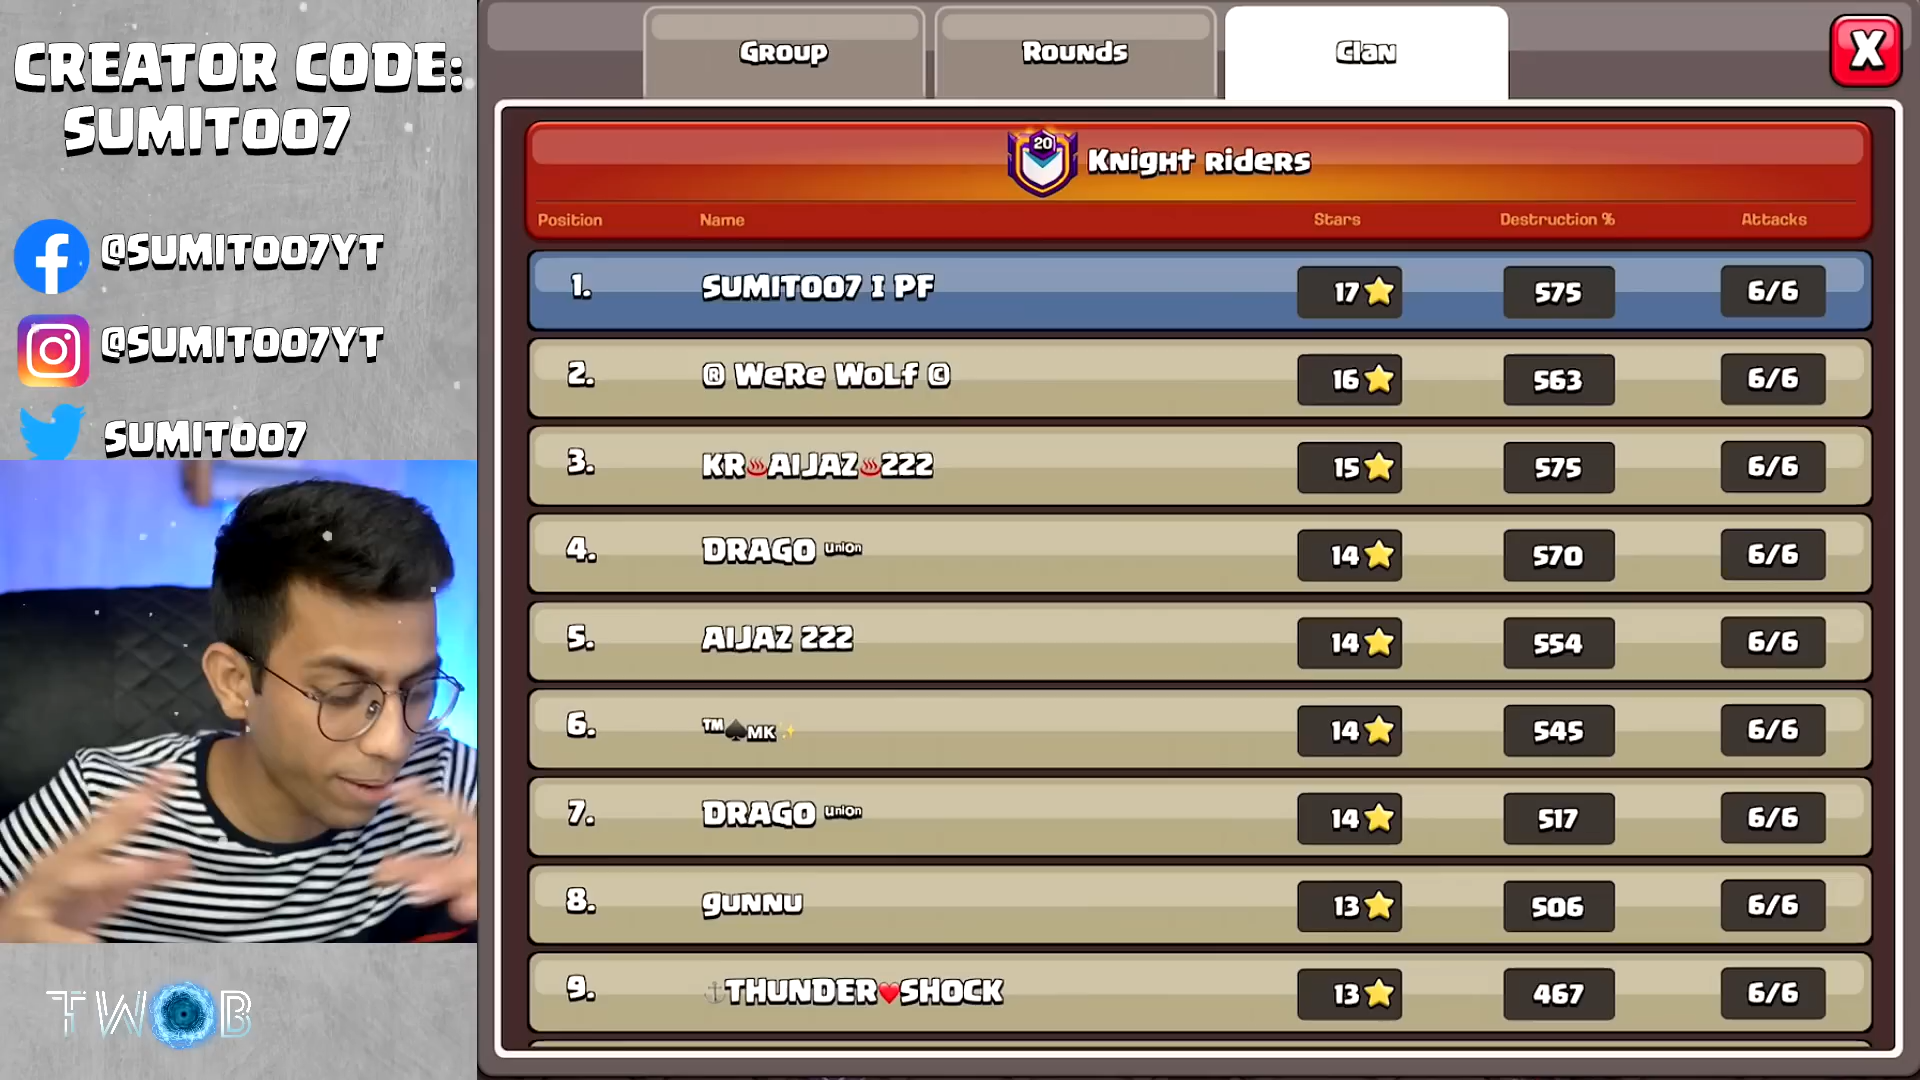 CREATOR CODE:
SUMIT007
@SUMIT007YT
@SUMIT007YT
SUMIT007
TWOB
Group Rounds Clan X
20 Knight riders
Position Name Stars Destruction % Attacks
1. SUMIT007 I PF 17 575 6/6
2. ® WeRe WoLf © 16 563 6/6
3. KR♨AIJAZ♨222 15 575 6/6
4. DRAGO ᵘⁿⁱᵒⁿ 14 570 6/6
5. AIJAZ 222 14 554 6/6
6. ™♠MK✨ 14 545 6/6
7. DRAGO ᵘⁿⁱᵒⁿ 14 517 6/6
8. gunnu 13 506 6/6
9. ⚓THUNDER❤SHOCK 13 467 6/6